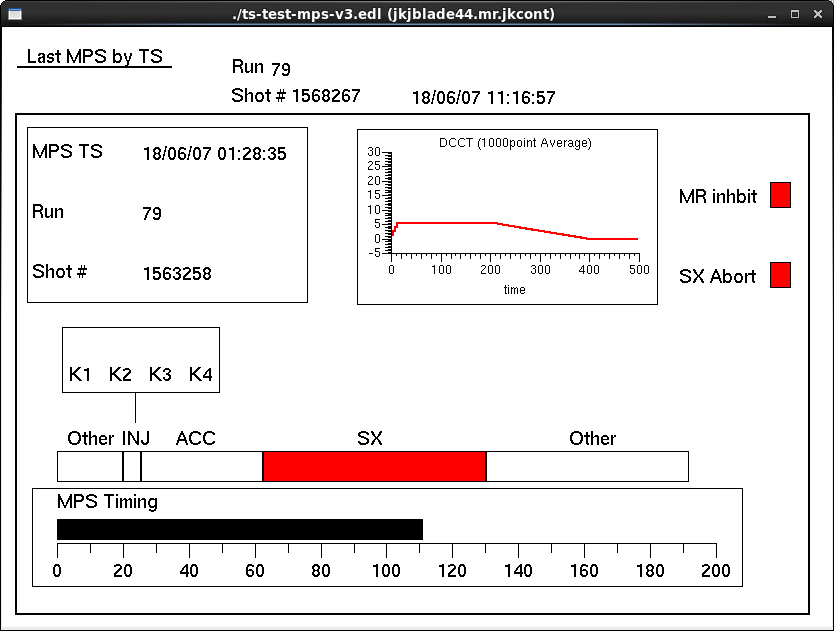 ./ts-test-mps-v3.edl (jkjblade44.mr.jkcont)
Last MPS by TS
Run 79
Shot # 1568267 18/06/07 11:16:57
MPS TS 18/06/07 01:28:35
Run 79
Shot # 1563258
DCCT (1000point Average)
30
25
20
15
10
5
0
-5
0 100 200 300 400 500
time
MR inhbit
SX Abort
K1 K2 K3 K4
Other INJ ACC SX Other
MPS Timing
0 20 40 60 80 100 120 140 160 180 200